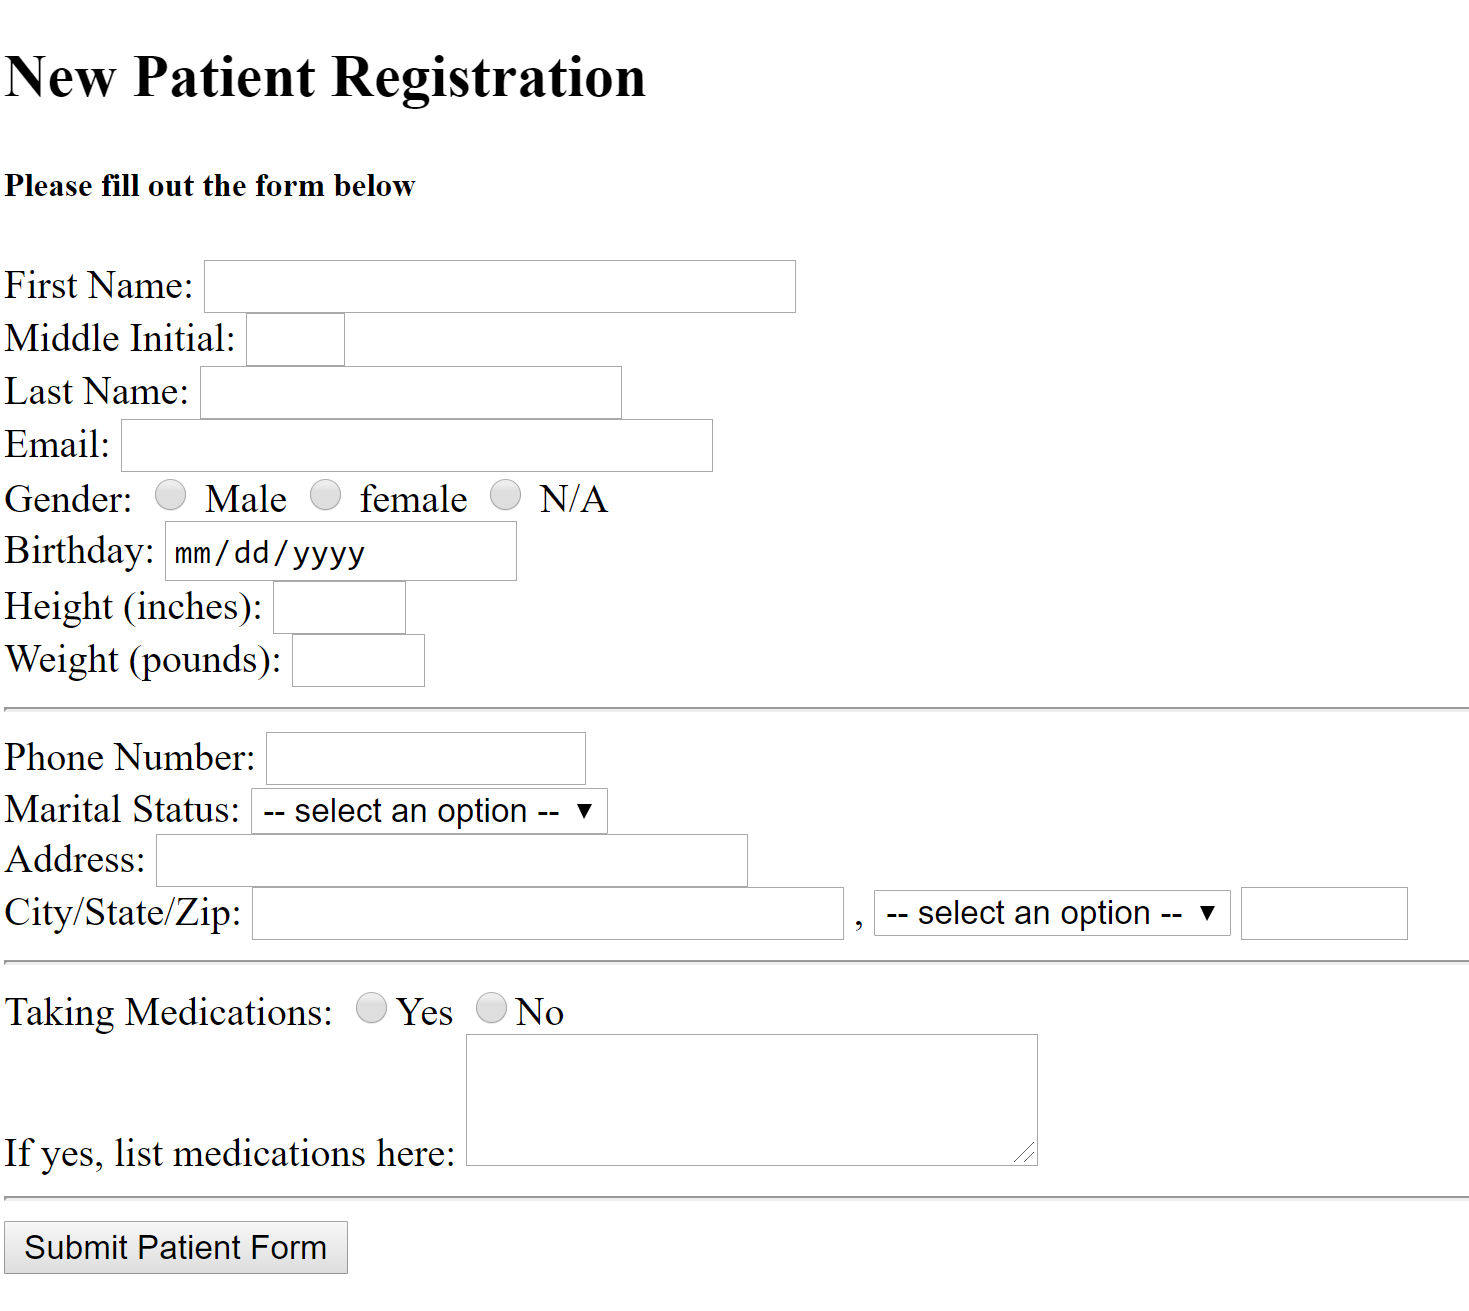 New Patient Registration
Please fill out the form below
First Name:
Middle Initial:
Last Name:
Email:
Gender: Male female N/A
Birthday: mm/dd/yyyy
Height (inches):
Weight (pounds):
Phone Number:
Marital Status: -- select an option --
Address:
City/State/Zip: , -- select an option --
Taking Medications: Yes No
If yes, list medications here:
Submit Patient Form